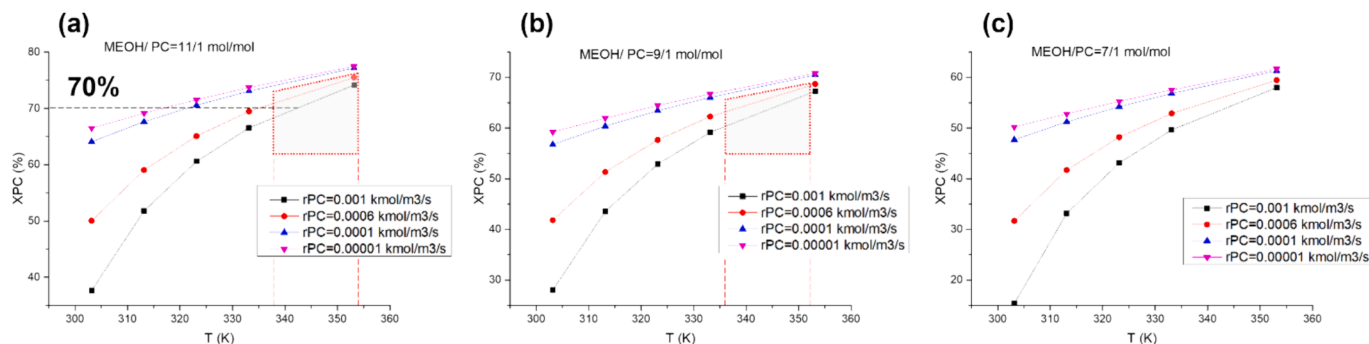 (a)
MEOH/ PC=11/1 mol/mol
70%
80
70
60
50
40
XPC (%)
300
310
320
330
340
350
360
T (K)
rPC=0.001 kmol/m3/s
rPC=0.0006 kmol/m3/s
rPC=0.0001 kmol/m3/s
rPC=0.00001 kmol/m3/s
(b)
MEOH/ PC=9/1 mol/mol
70
60
50
40
30
XPC (%)
300
310
320
330
340
350
360
T (K)
rPC=0.001 kmol/m3/s
rPC=0.0006 kmol/m3/s
rPC=0.0001 kmol/m3/s
rPC=0.00001 kmol/m3/s
(c)
MEOH/PC=7/1 mol/mol
60
50
40
30
20
XPC (%)
300
310
320
330
340
350
360
T (K)
rPC=0.001 kmol/m3/s
rPC=0.0006 kmol/m3/s
rPC=0.0001 kmol/m3/s
rPC=0.00001 kmol/m3/s